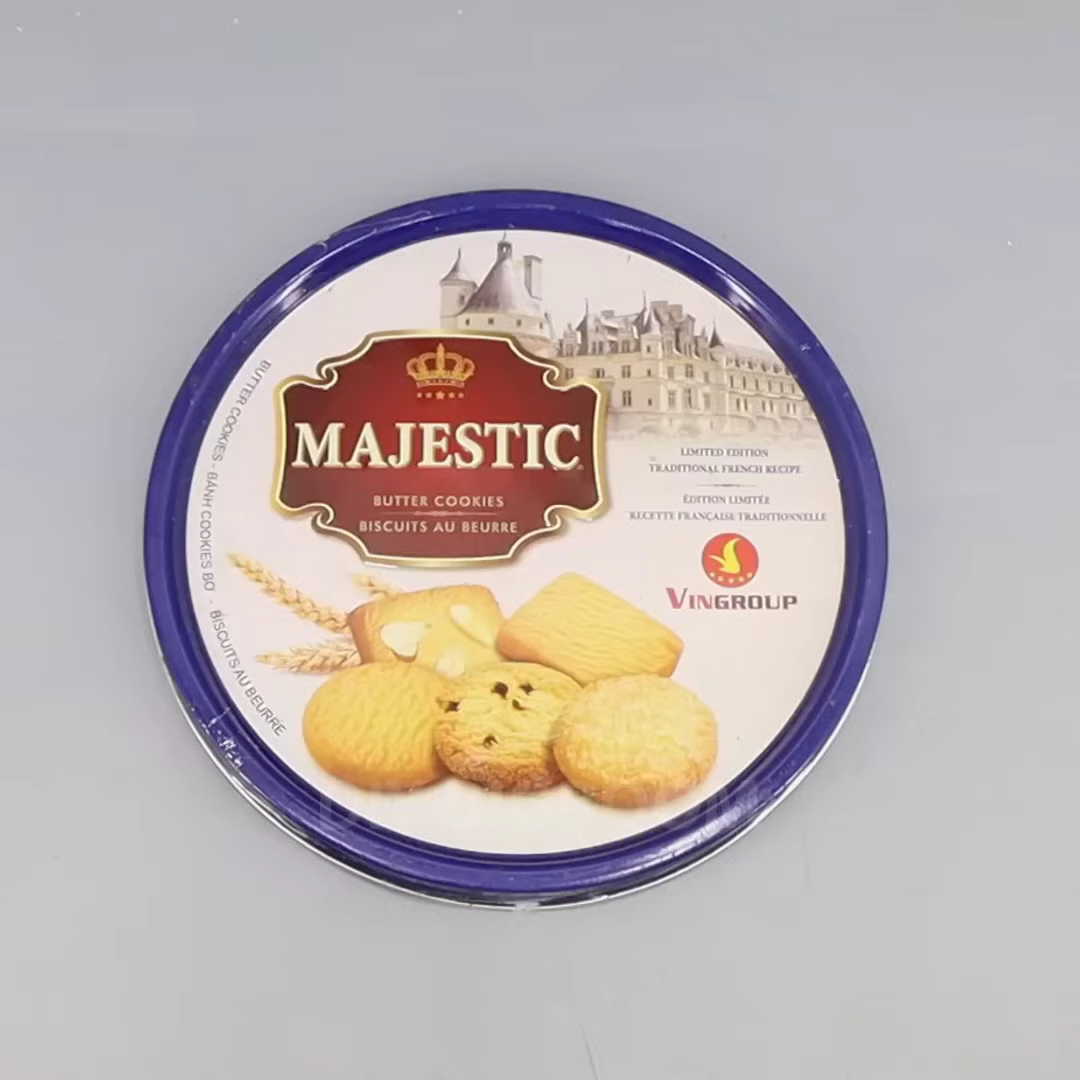 MAJESTIC
BUTTER COOKIES
BISCUITS AU BEURRE
LIMITED EDITION
TRADITIONAL FRENCH RECIPE
ÉDITION LIMITÉE
RECETTE FRANÇAISE TRADITIONNELLE
VINGROUP
BUTTER COOKIES - BÁNH COOKIES BƠ - BISCUITS AU BEURRE